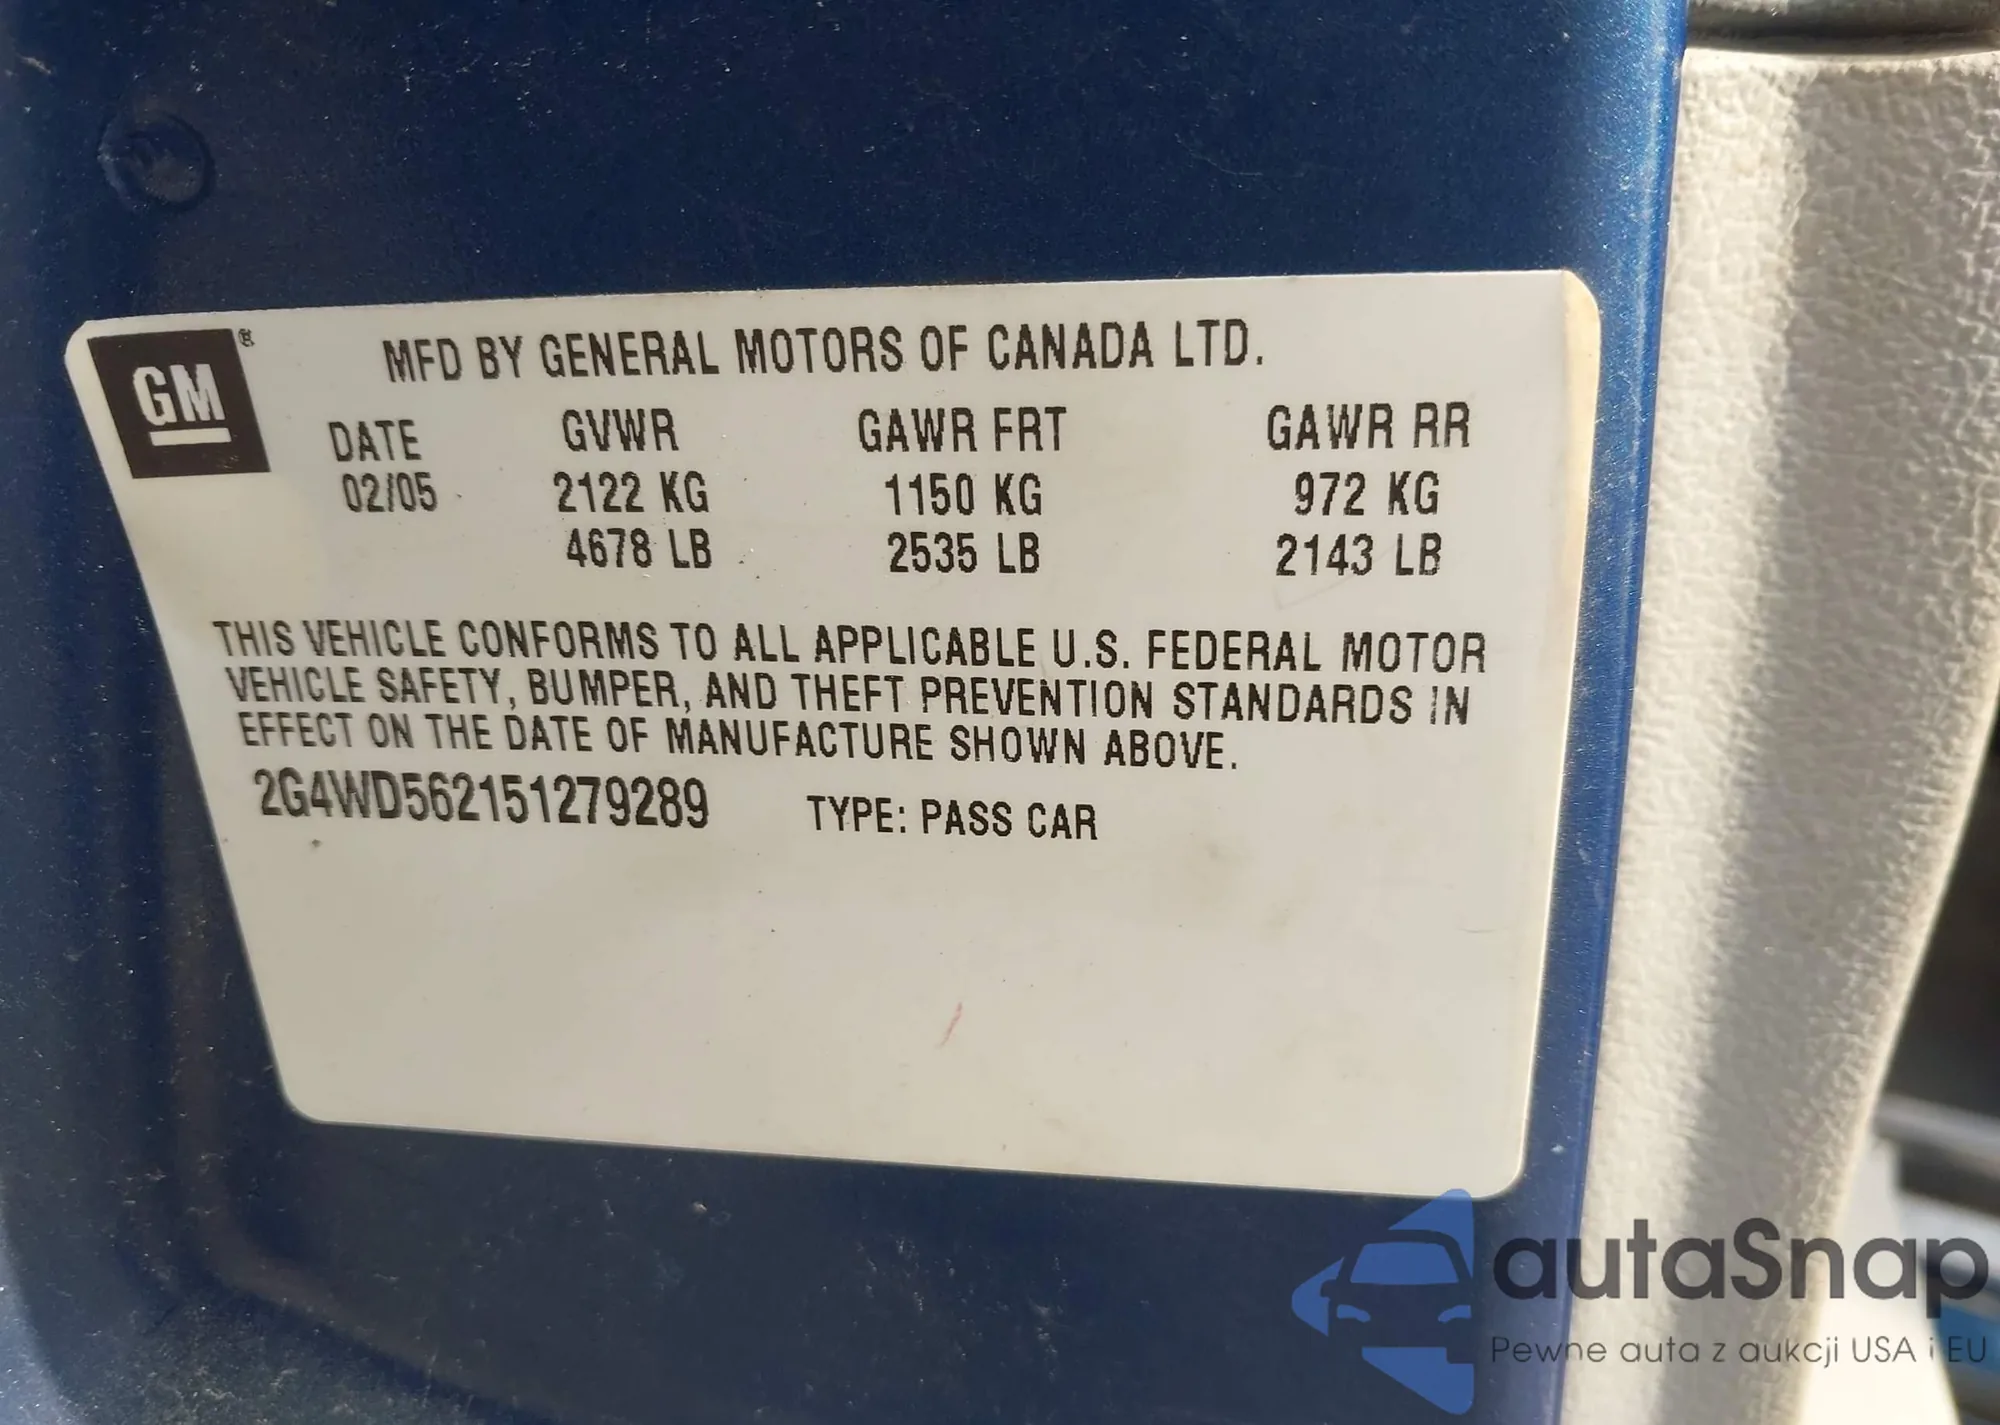 GM ®
MFD BY GENERAL MOTORS OF CANADA LTD.
DATE GVWR GAWR FRT GAWR RR
02/05 2122 KG 1150 KG 972 KG
4678 LB 2535 LB 2143 LB
THIS VEHICLE CONFORMS TO ALL APPLICABLE U.S. FEDERAL MOTOR
VEHICLE SAFETY, BUMPER, AND THEFT PREVENTION STANDARDS IN
EFFECT ON THE DATE OF MANUFACTURE SHOWN ABOVE.
2G4WD562151279289 TYPE: PASS CAR
autaSnap
Pewne auta z aukcji USA i EU